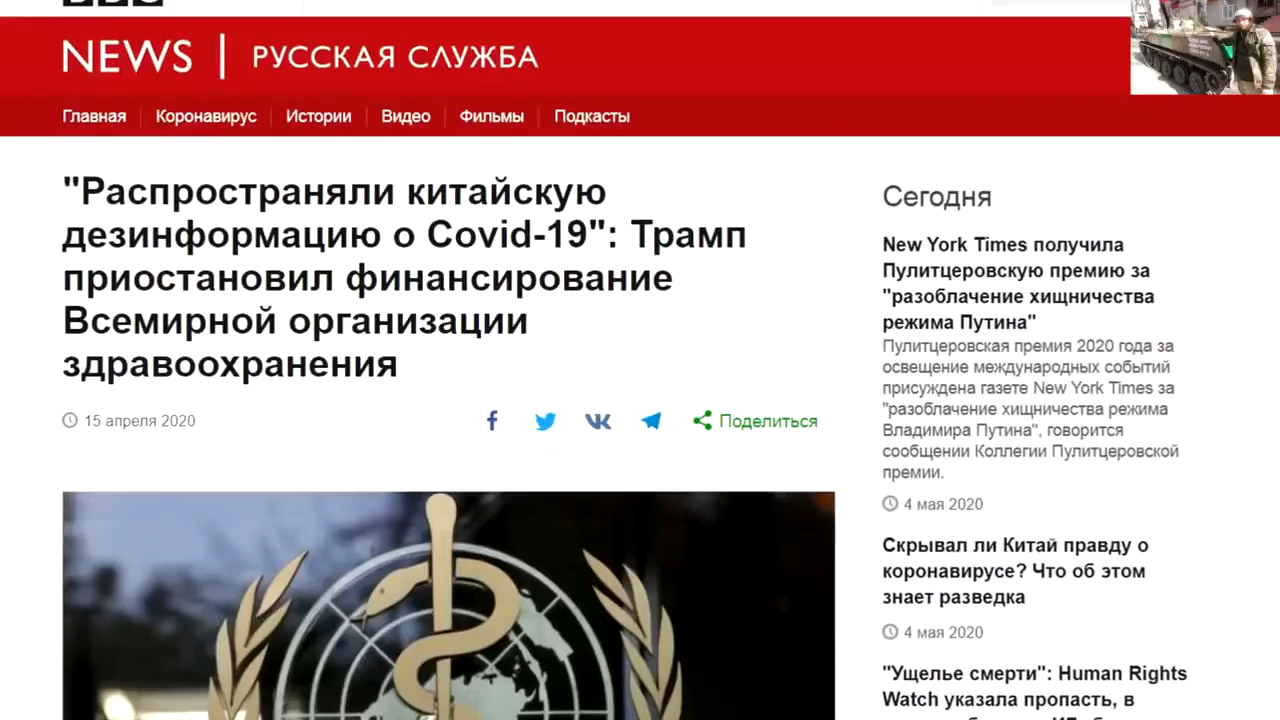 NEWS | РУССКАЯ СЛУЖБА
Главная Коронавирус Истории Видео Фильмы Подкасты
"Распространяли китайскую
дезинформацию о Covid-19": Трамп
приостановил финансирование
Всемирной организации
здравоохранения
15 апреля 2020
Поделиться
Сегодня
New York Times получила
Пулитцеровскую премию за
"разоблачение хищничества
режима Путина"
Пулитцеровская премия 2020 года за
освещение международных событий
присуждена газете New York Times за
"разоблачение хищничества режима
Владимира Путина", говорится
сообщении Коллегии Пулитцеровской
премии.
4 мая 2020
Скрывал ли Китай правду о
коронавирусе? Что об этом
знает разведка
4 мая 2020
"Ущелье смерти": Human Rights
Watch указала пропасть, в